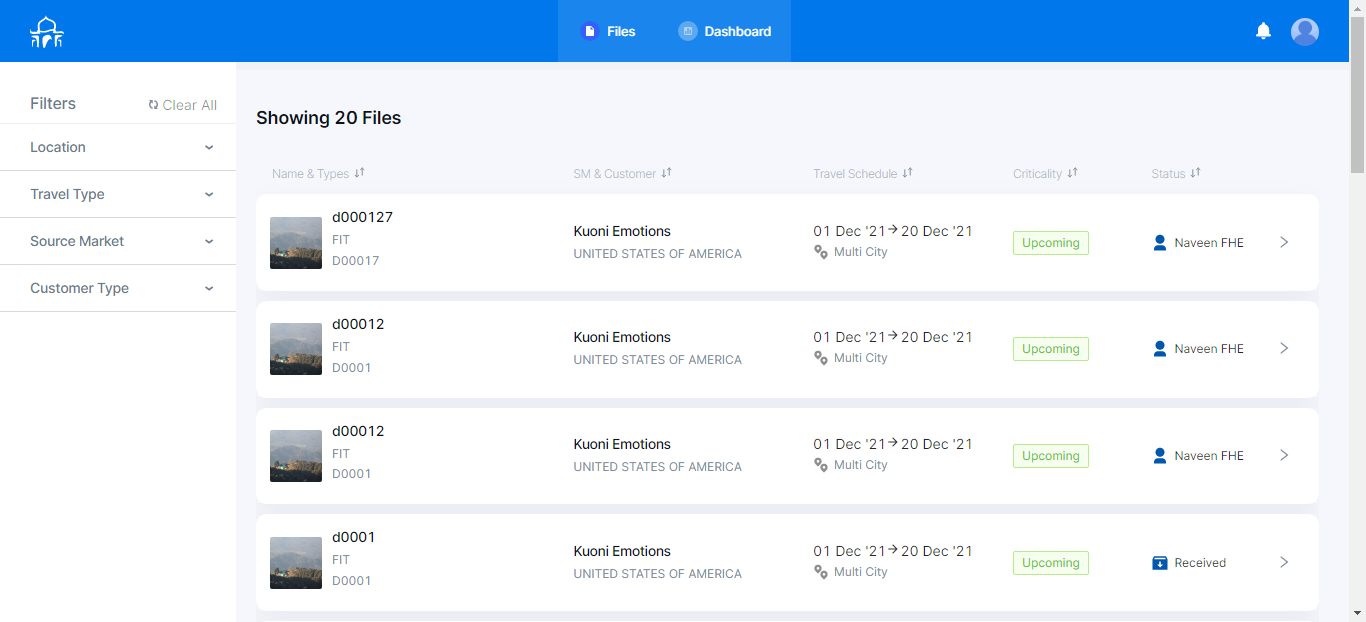 Files
Dashboard
Filters
Clear All
Location
Travel Type
Source Market
Customer Type
Showing 20 Files
Name & Types
SM & Customer
Travel Schedule
Criticality
Status
d000127
FIT
D00017
Kuoni Emotions
UNITED STATES OF AMERICA
01 Dec '21 → 20 Dec '21
Multi City
Upcoming
Naveen FHE
d00012
FIT
D0001
Kuoni Emotions
UNITED STATES OF AMERICA
01 Dec '21 → 20 Dec '21
Multi City
Upcoming
Naveen FHE
d00012
FIT
D0001
Kuoni Emotions
UNITED STATES OF AMERICA
01 Dec '21 → 20 Dec '21
Multi City
Upcoming
Naveen FHE
d0001
FIT
D0001
Kuoni Emotions
UNITED STATES OF AMERICA
01 Dec '21 → 20 Dec '21
Multi City
Upcoming
Received